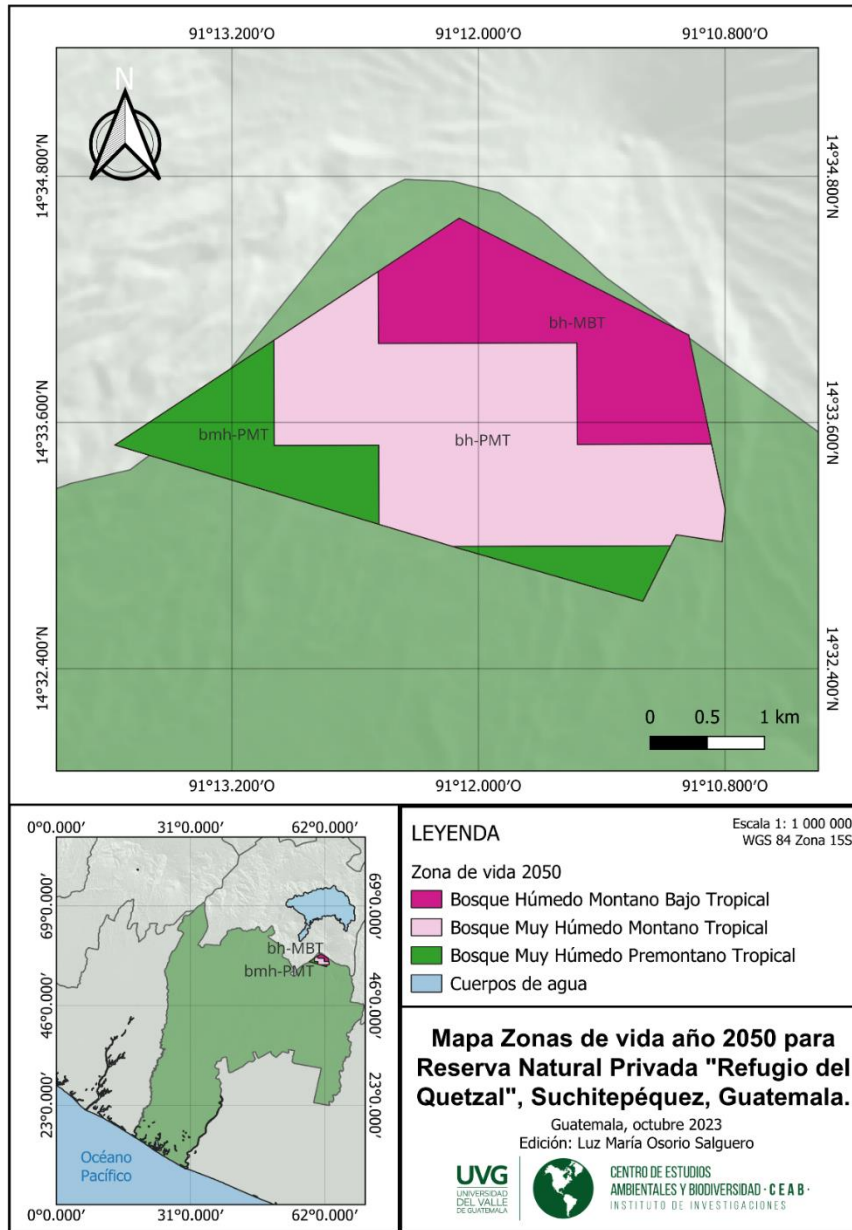 91°13.200'O 91°12.000'O 91°10.800'O
N
14°34.800'N 14°34.800'N
bh-MBT
14°33.600'N 14°33.600'N
bmh-PMT bh-PMT
14°32.400'N 14°32.400'N
0 0.5 1 km
91°13.200'O 91°12.000'O 91°10.800'O
0°0.000' 31°0.000' 62°0.000'
69°0.000' 69°0.000'
bh-MBT
bmh-PMT
46°0.000' 46°0.000'
23°0.000' 23°0.000'
Océano
Pacífico
0°0.000' 31°0.000' 62°0.000'
LEYENDA
Escala 1: 1 000 000
WGS 84 Zona 15S
Zona de vida 2050
Bosque Húmedo Montano Bajo Tropical
Bosque Muy Húmedo Montano Tropical
Bosque Muy Húmedo Premontano Tropical
Cuerpos de agua
Mapa Zonas de vida año 2050 para
Reserva Natural Privada "Refugio del
Quetzal", Suchitepéquez, Guatemala.
Guatemala, octubre 2023
Edición: Luz María Osorio Salguero
UVG
UNIVERSIDAD
DEL VALLE
DE GUATEMALA
CENTRO DE ESTUDIOS
AMBIENTALES Y BIODIVERSIDAD · CEAB ·
INSTITUTO DE INVESTIGACIONES